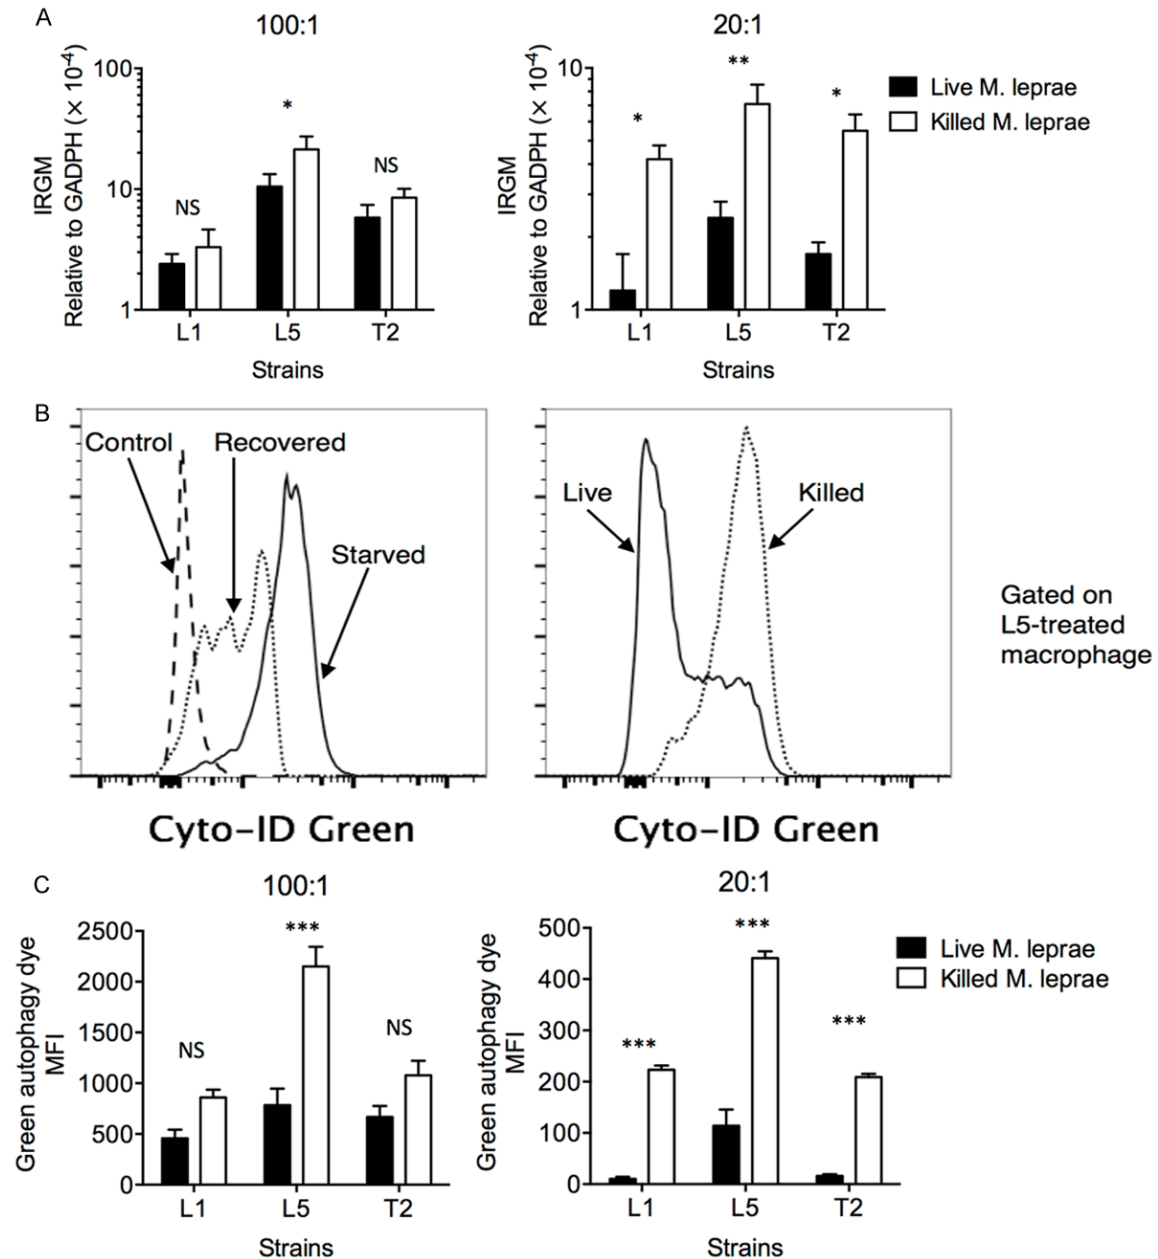 A
100:1
20:1
IRGM
Relative to GADPH (× 10-4)
100
10
1
NS
*
NS
L1
L5
T2
Strains
IRGM
Relative to GADPH (× 10-4)
10
1
*
**
*
L1
L5
T2
Strains
Live M. leprae
Killed M. leprae
B
Control
Recovered
Starved
Cyto-ID Green
Live
Killed
Cyto-ID Green
Gated on
L5-treated
macrophage
C
100:1
20:1
Green autophagy dye
MFI
2500
2000
1500
1000
500
0
NS
***
NS
L1
L5
T2
Strains
Green autophagy dye
MFI
500
400
300
200
100
0
***
***
***
L1
L5
T2
Strains
Live M. leprae
Killed M. leprae